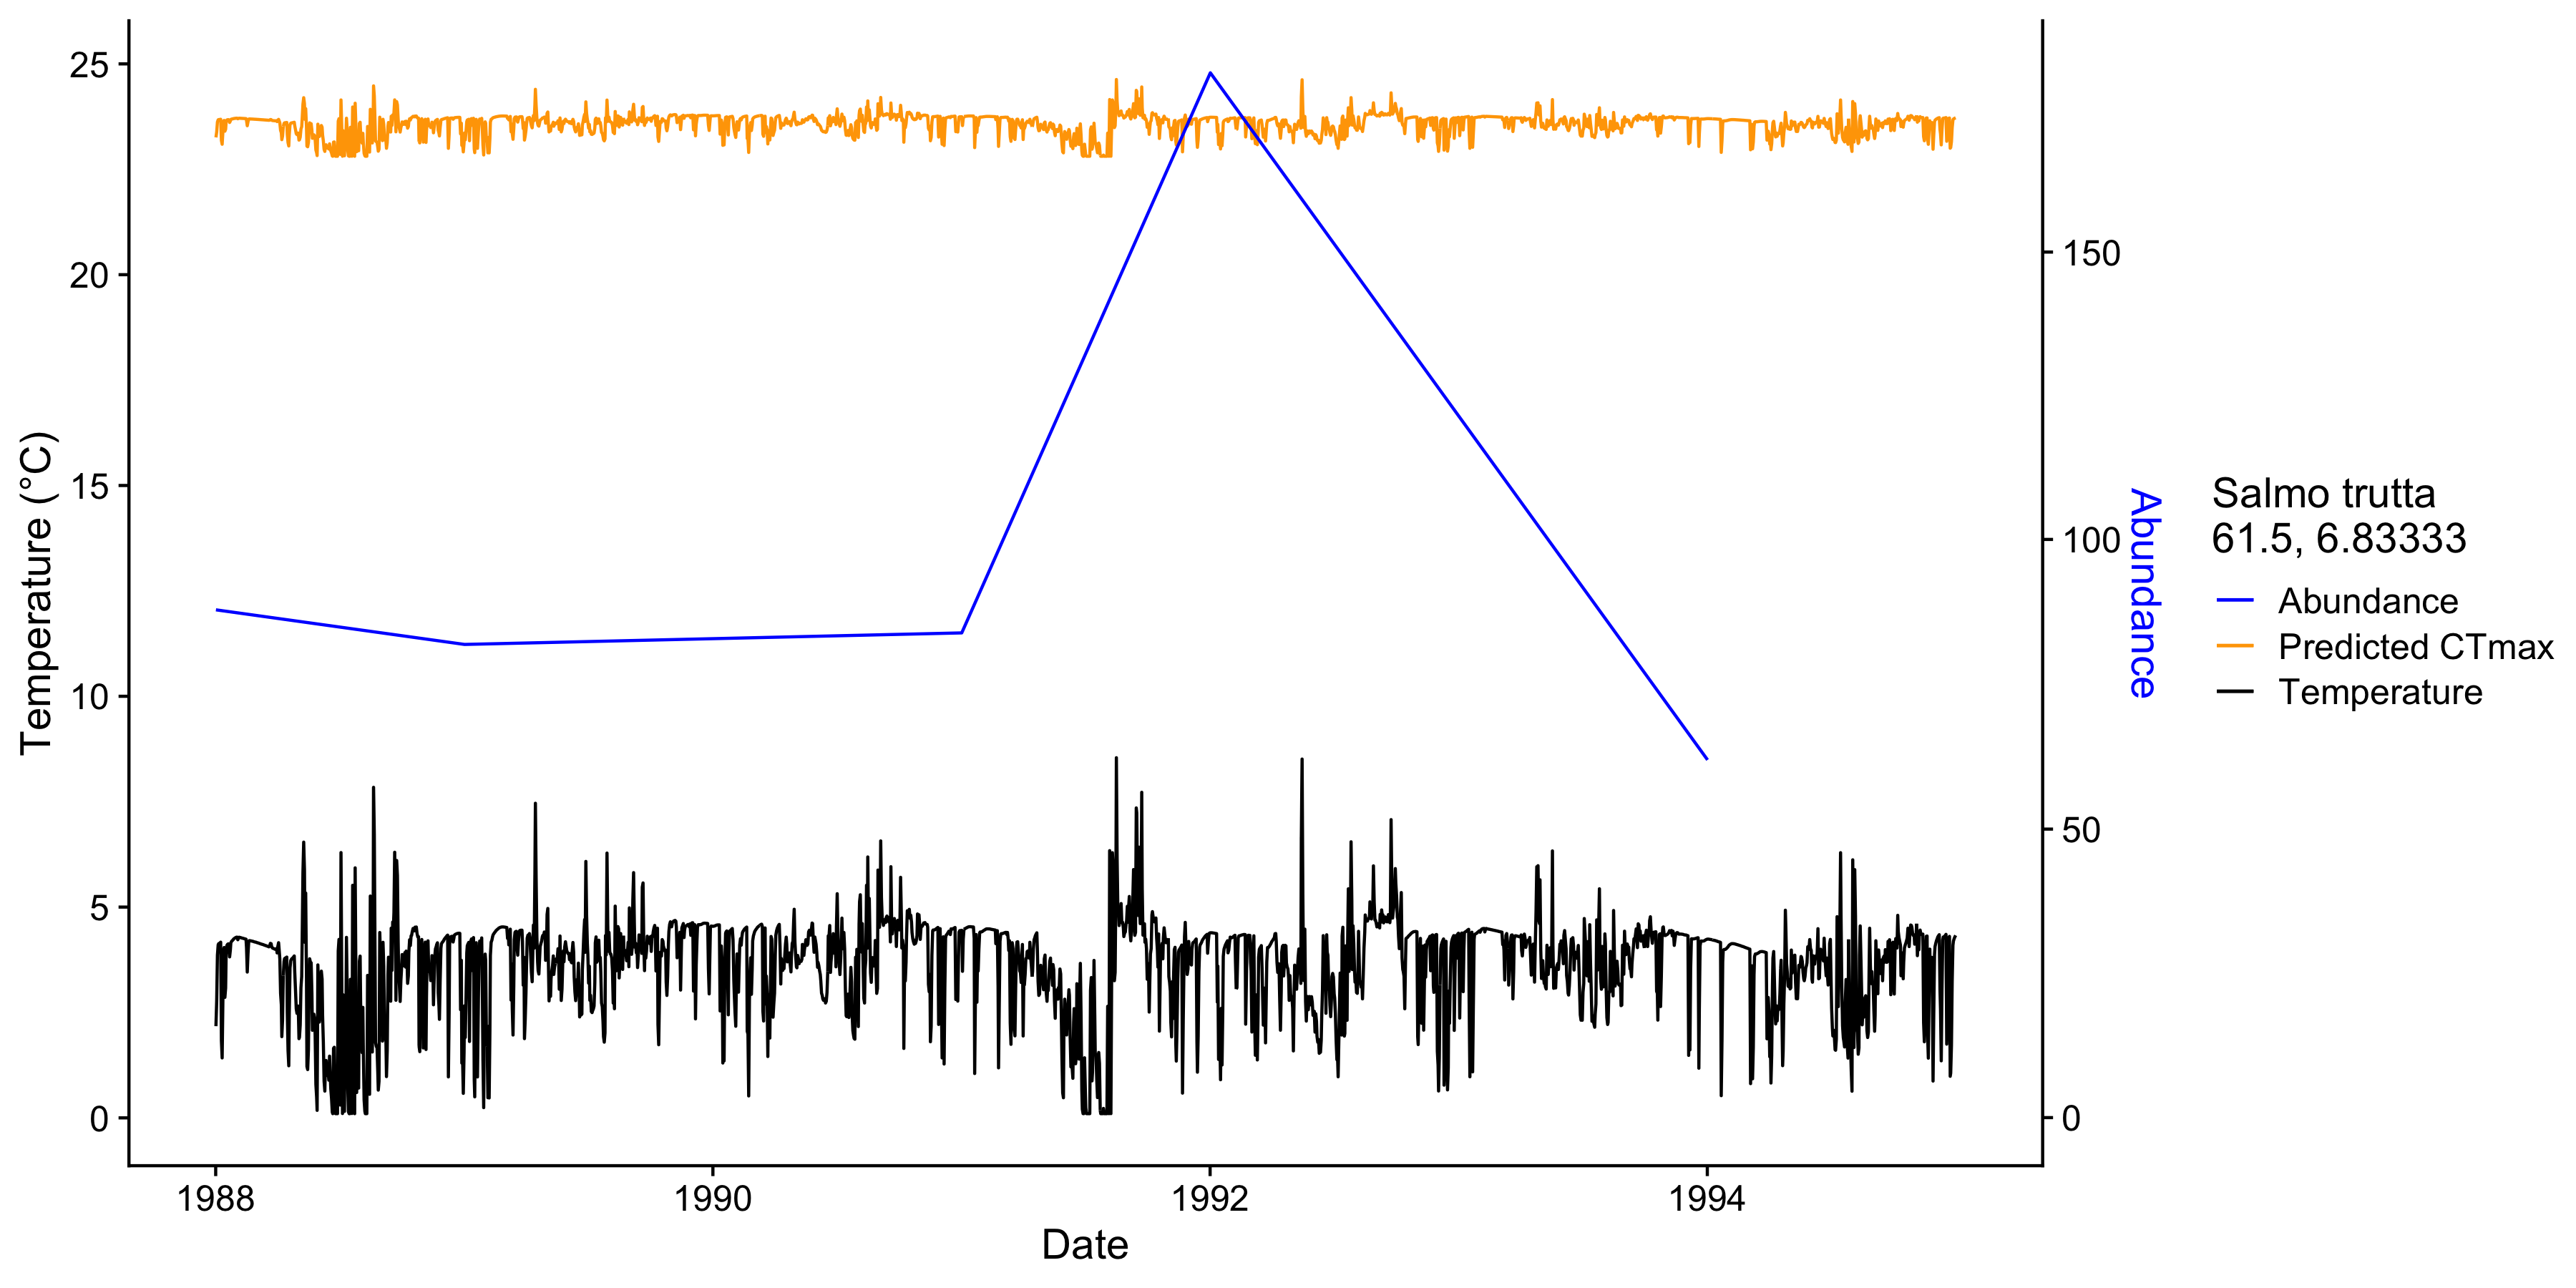 Temperature (°C)
25
20
15
10
5
0
1988
1990
1992
1994
Date
150
100
50
0
Abundance
Salmo trutta
61.5, 6.83333
Abundance
Predicted CTmax
Temperature